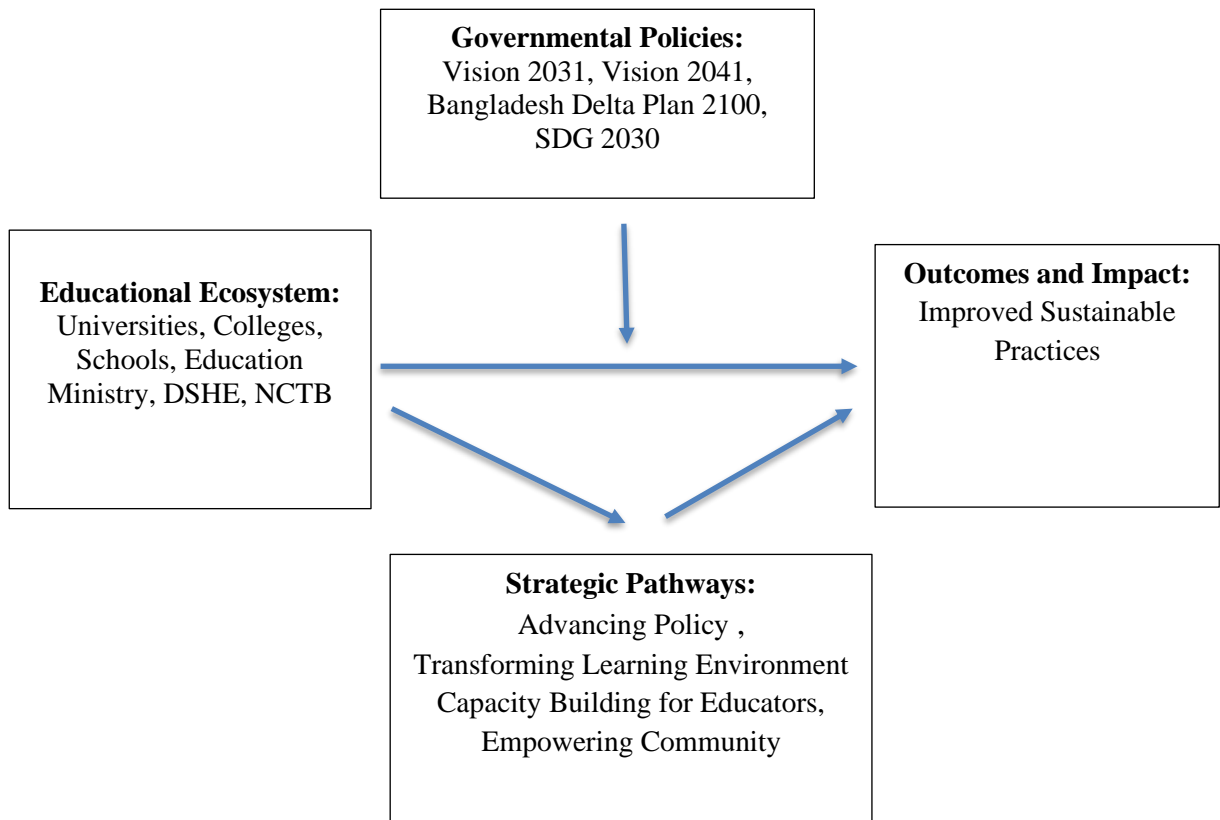 Governmental Policies:
Vision 2031, Vision 2041,
Bangladesh Delta Plan 2100,
SDG 2030
Educational Ecosystem:
Universities, Colleges,
Schools, Education
Ministry, DSHE, NCTB
Outcomes and Impact:
Improved Sustainable
Practices
Strategic Pathways:
Advancing Policy ,
Transforming Learning Environment
Capacity Building for Educators,
Empowering Community